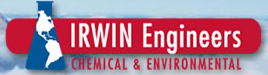 IRWIN Engineers
CHEMICAL & ENVIRONMENTAL